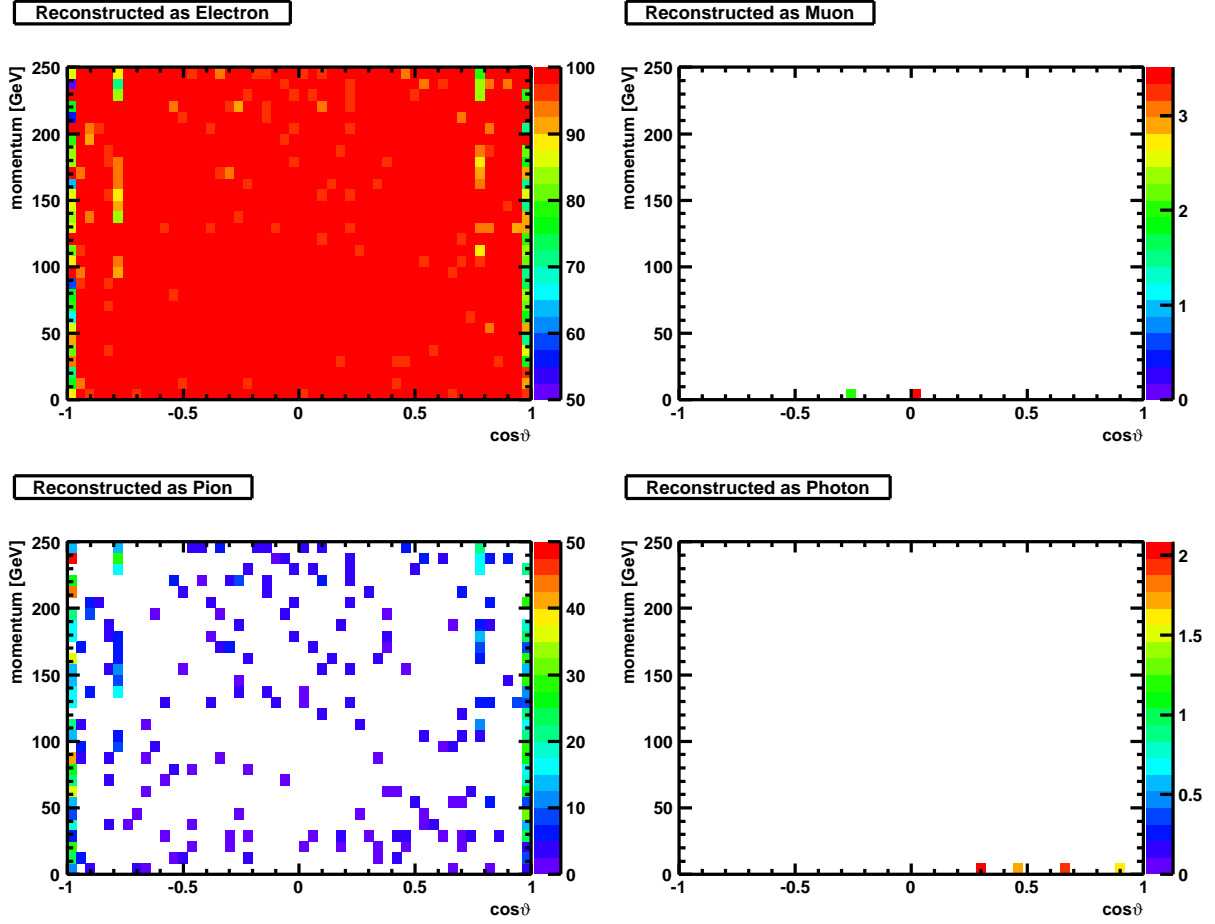 Reconstructed as Electron
momentum [GeV]
250
200
150
100
50
0
-1 -0.5 0 0.5 1
cosϑ
100
90
80
70
60
50
Reconstructed as Muon
momentum [GeV]
250
200
150
100
50
0
-1 -0.5 0 0.5 1
cosϑ
3
2
1
0
Reconstructed as Pion
momentum [GeV]
250
200
150
100
50
0
-1 -0.5 0 0.5 1
cosϑ
50
40
30
20
10
0
Reconstructed as Photon
momentum [GeV]
250
200
150
100
50
0
-1 -0.5 0 0.5 1
cosϑ
2
1.5
1
0.5
0